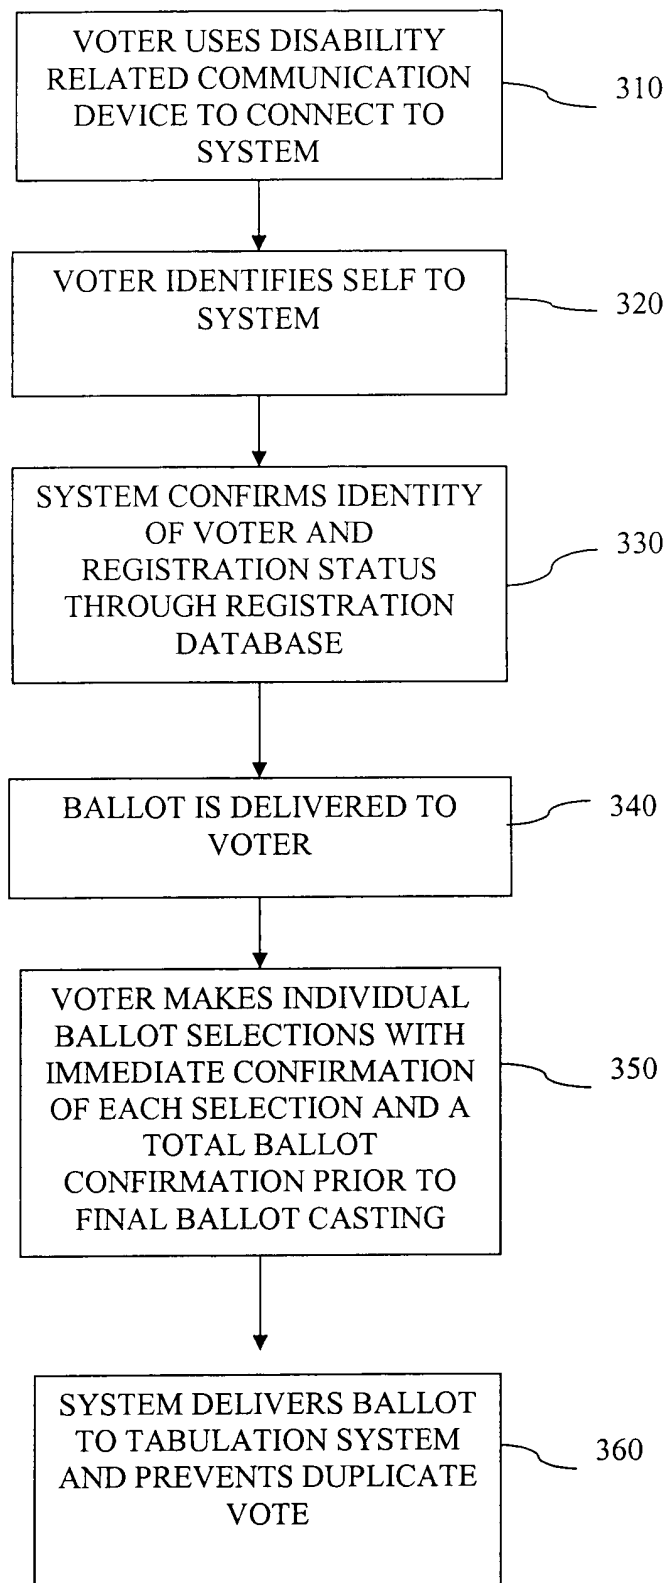 VOTER USES DISABILITY
RELATED COMMUNICATION
DEVICE TO CONNECT TO
SYSTEM
310
VOTER IDENTIFIES SELF TO
SYSTEM
320
SYSTEM CONFIRMS IDENTITY
OF VOTER AND
REGISTRATION STATUS
THROUGH REGISTRATION
DATABASE
330
BALLOT IS DELIVERED TO
VOTER
340
VOTER MAKES INDIVIDUAL
BALLOT SELECTIONS WITH
IMMEDIATE CONFIRMATION
OF EACH SELECTION AND A
TOTAL BALLOT
CONFIRMATION PRIOR TO
FINAL BALLOT CASTING
350
SYSTEM DELIVERS BALLOT
TO TABULATION SYSTEM
AND PREVENTS DUPLICATE
VOTE
360